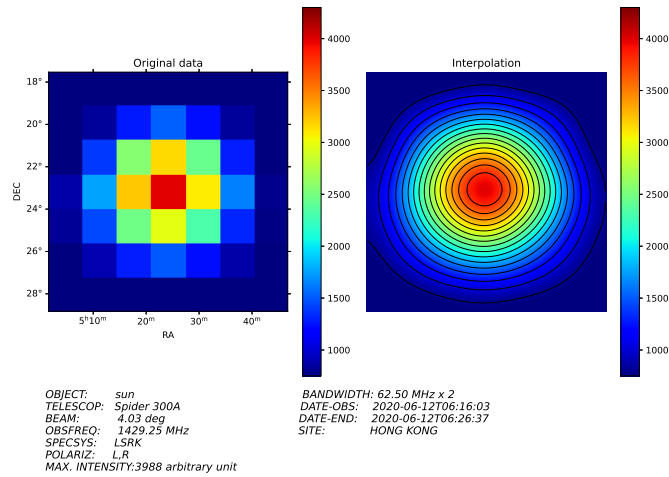 Original data
Interpolation
18°
20°
22°
24°
26°
28°
DEC
5h10m
20m
30m
40m
RA
4000
3500
3000
2500
2000
1500
1000
4000
3500
3000
2500
2000
1500
1000
OBJECT: sun
TELESCOP: Spider 300A
BEAM: 4.03 deg
OBSFREQ: 1429.25 MHz
SPECSYS: LSRK
POLARIZ: L,R
MAX. INTENSITY:3988 arbitrary unit
BANDWIDTH: 62.50 MHz x 2
DATE-OBS: 2020-06-12T06:16:03
DATE-END: 2020-06-12T06:26:37
SITE: HONG KONG